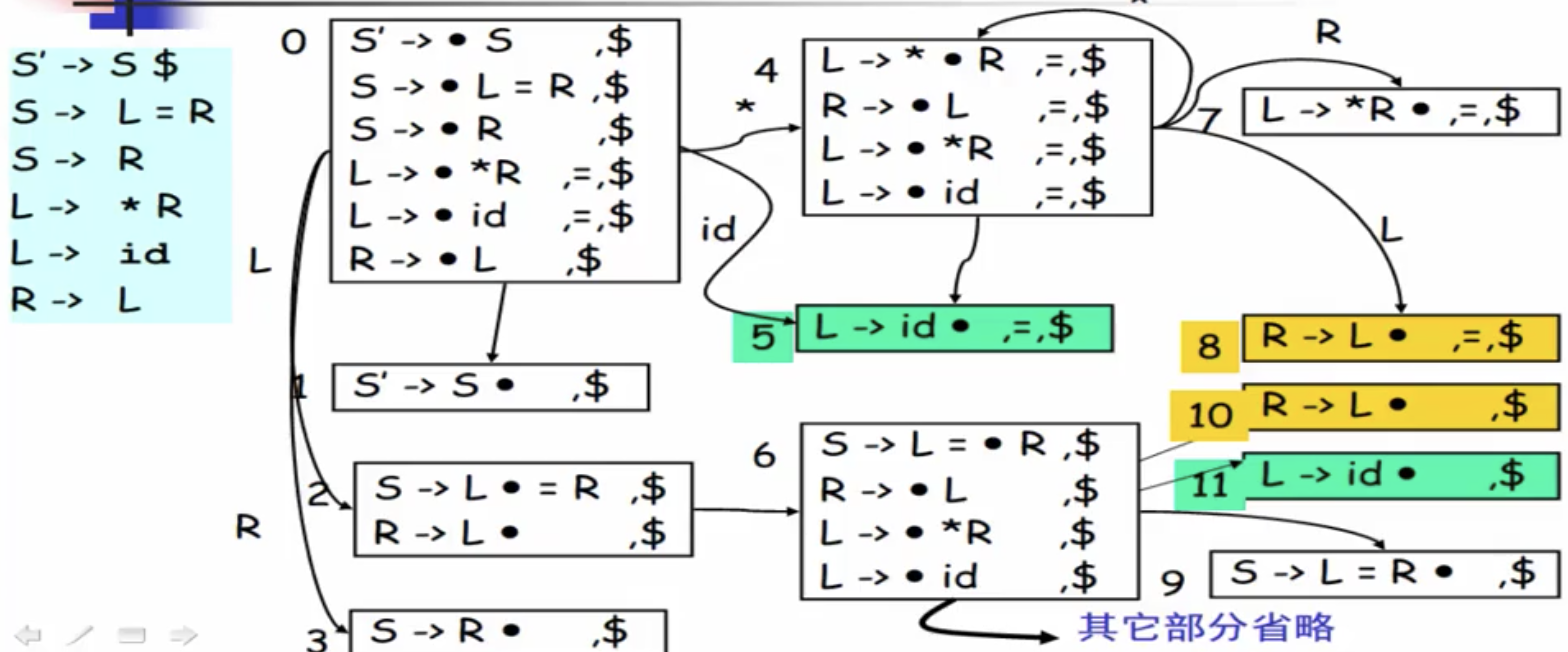 S' -> S $
S -> L = R
S -> R
L -> * R
L -> id
R -> L
0
S' -> • S ,$
S -> • L = R ,$
S -> • R ,$
L -> • *R ,=,$
L -> • id ,=,$
R -> • L ,$
*
id
L
R
1
S' -> S • ,$
2
S -> L • = R ,$
R -> L • ,$
3
S -> R • ,$
4
L -> * • R ,=,$
R -> • L ,=,$
L -> • *R ,=,$
L -> • id ,=,$
R
L
5
L -> id • ,=,$
6
S -> L = • R ,$
R -> • L ,$
L -> • *R ,$
L -> • id ,$
7
L -> *R • ,=,$
8
R -> L • ,=,$
10
R -> L • ,$
11
L -> id • ,$
9
S -> L = R • ,$
其它部分省略